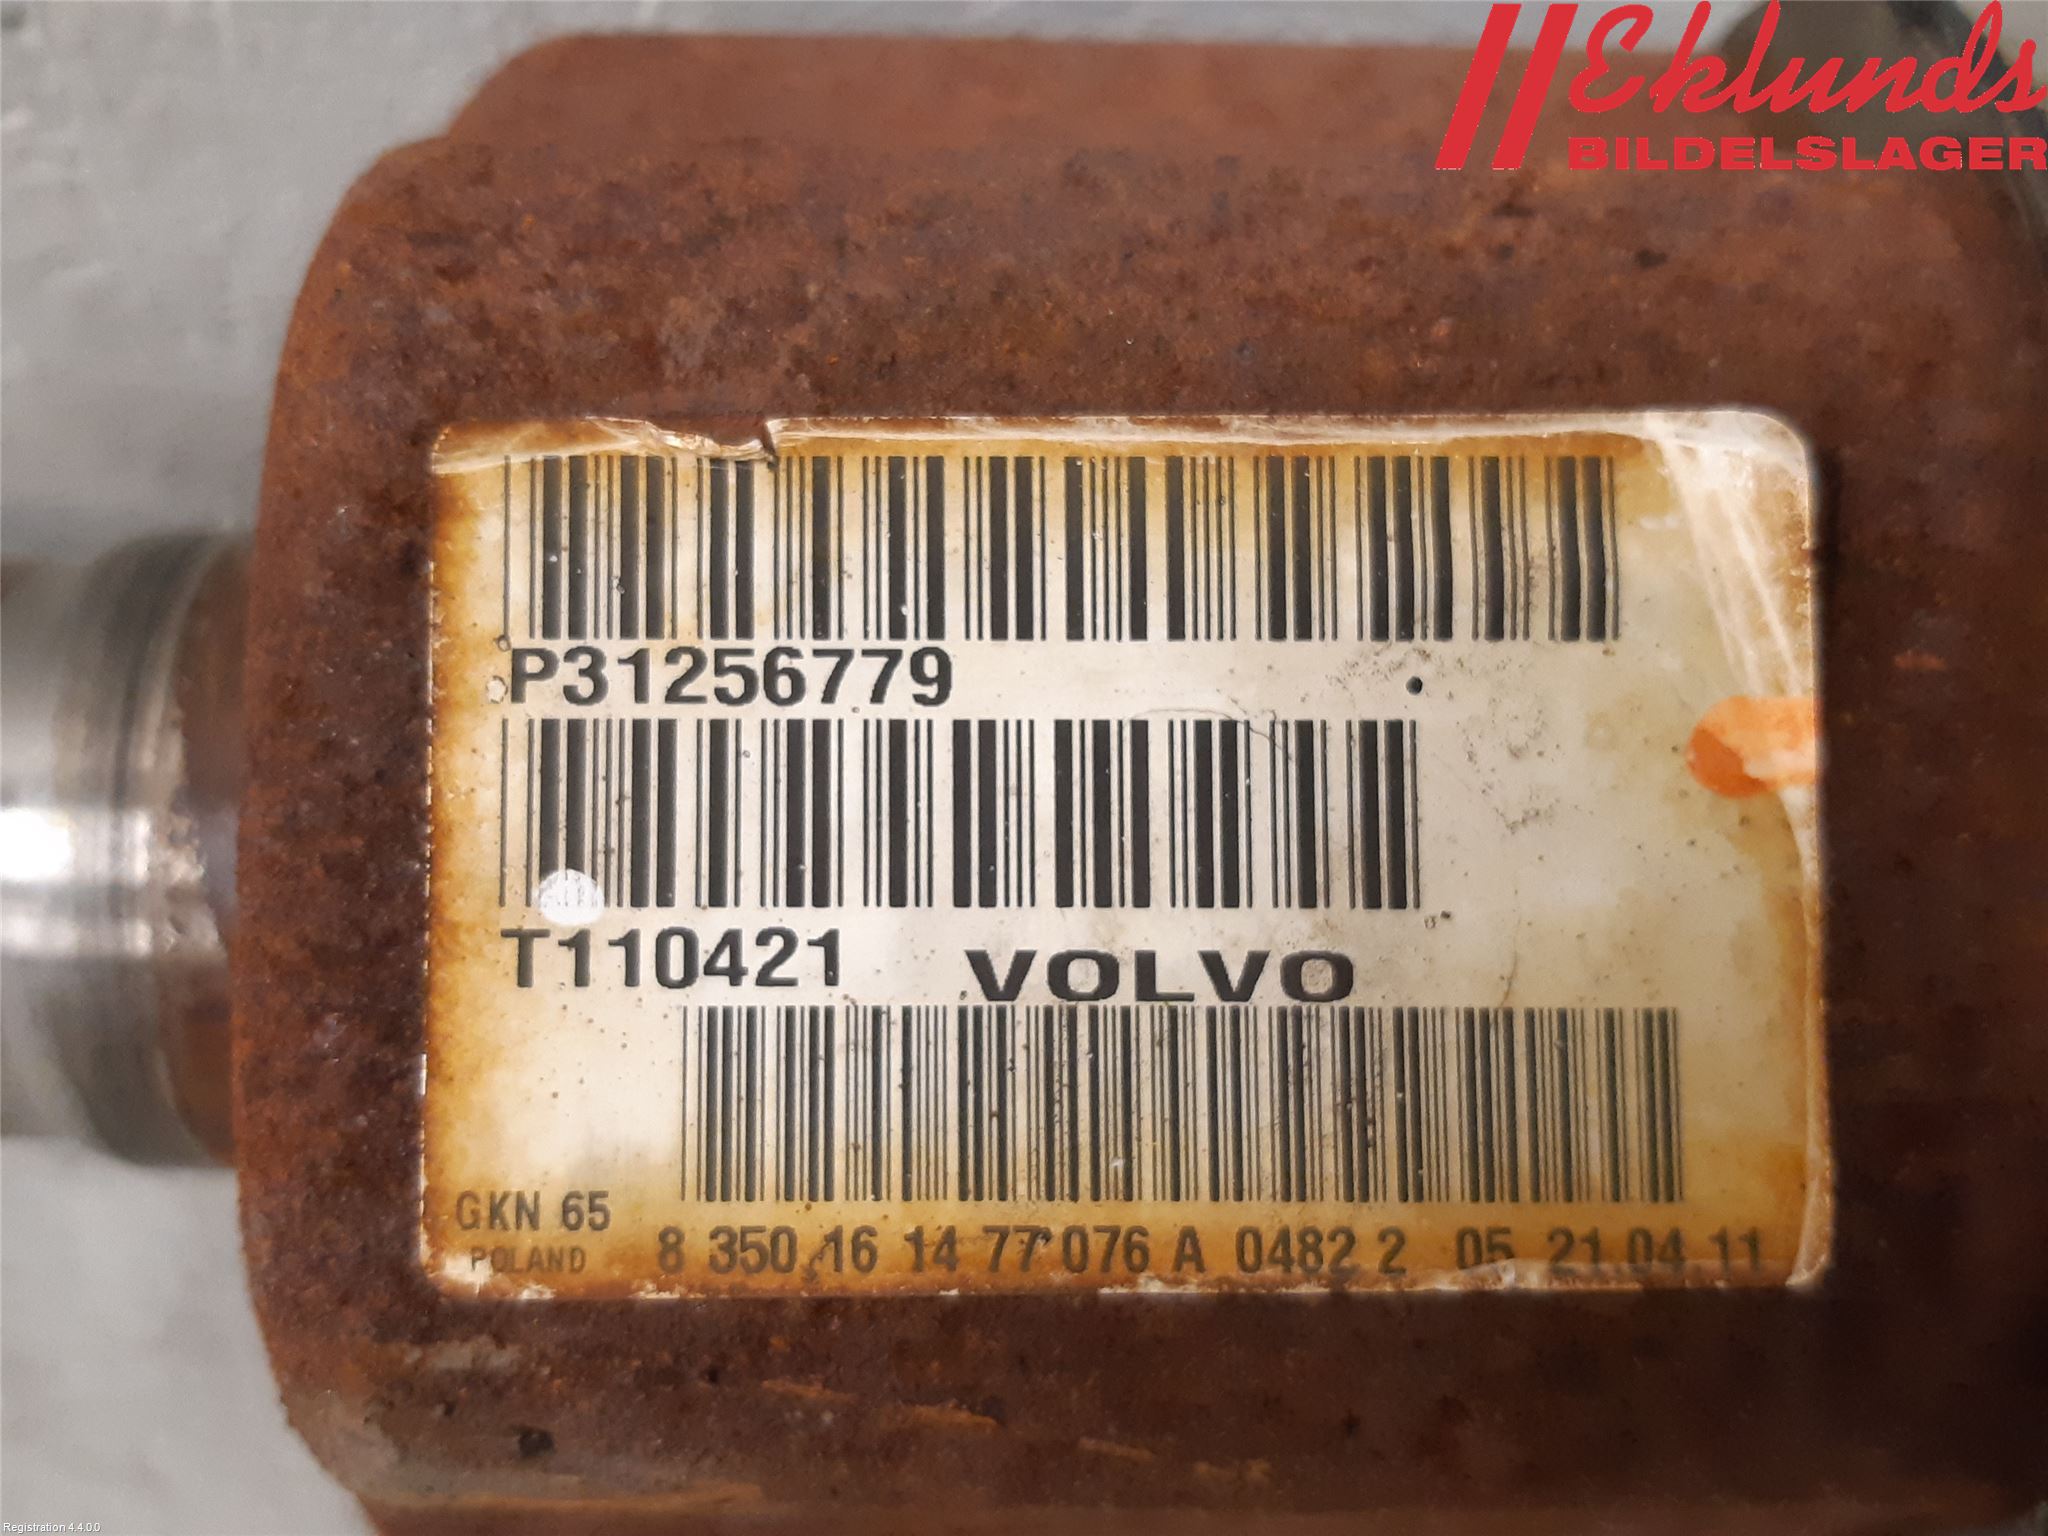 Eklunds
BILDELSLAGER
P31256779
T110421 VOLVO
GKN 65
POLAND 8 350 16 14 77 076 A 0482 2 05 21.04.11
Registration 4.4.0.0